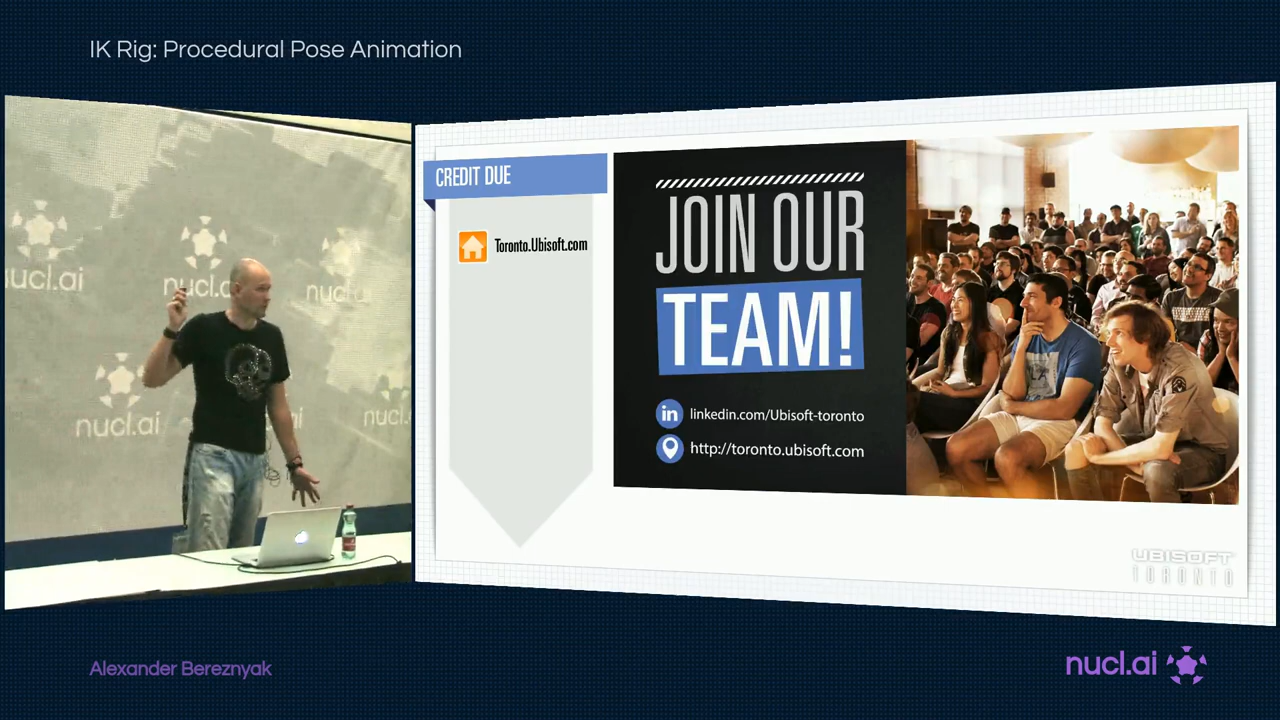 IK Rig: Procedural Pose Animation
nucl.ai
nucl.ai
nucl.ai
nucl.ai
nucl.ai
CREDIT DUE
Toronto.Ubisoft.com
JOIN OUR
TEAM!
in linkedin.com/Ubisoft-toronto
http://toronto.ubisoft.com
UBISOFT
TORONTO
Alexander Bereznyak
nucl.ai